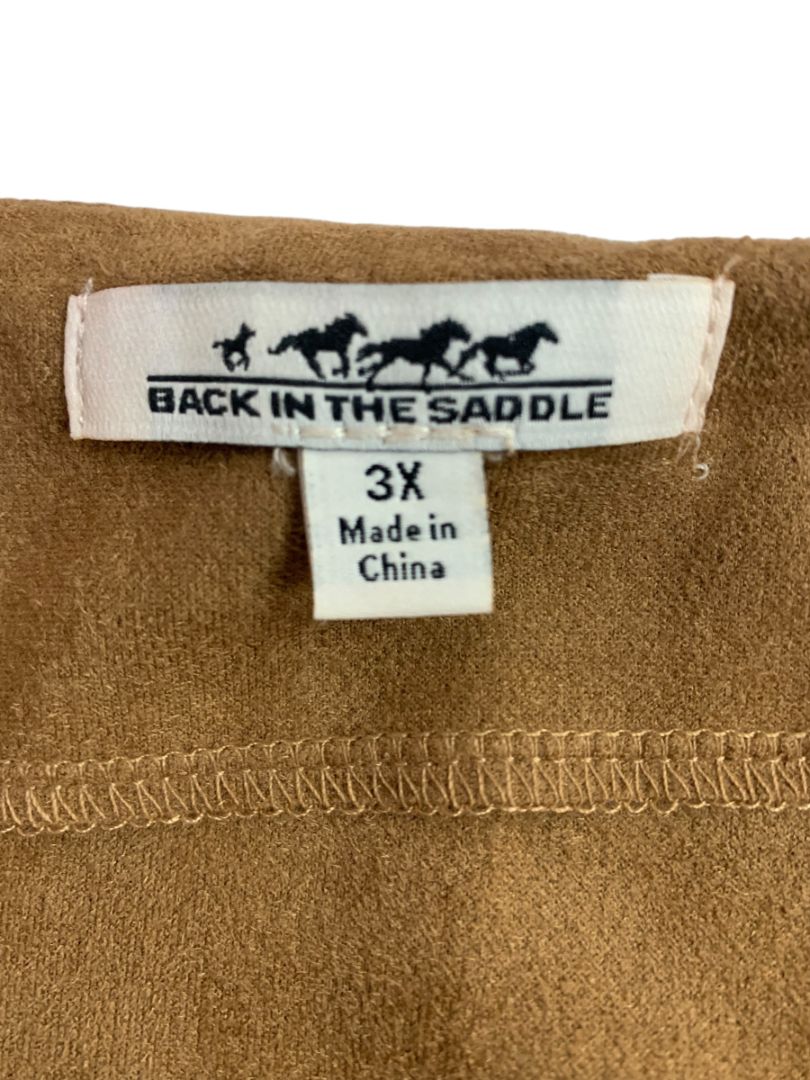 BACK IN THE SADDLE
3X
Made in
China